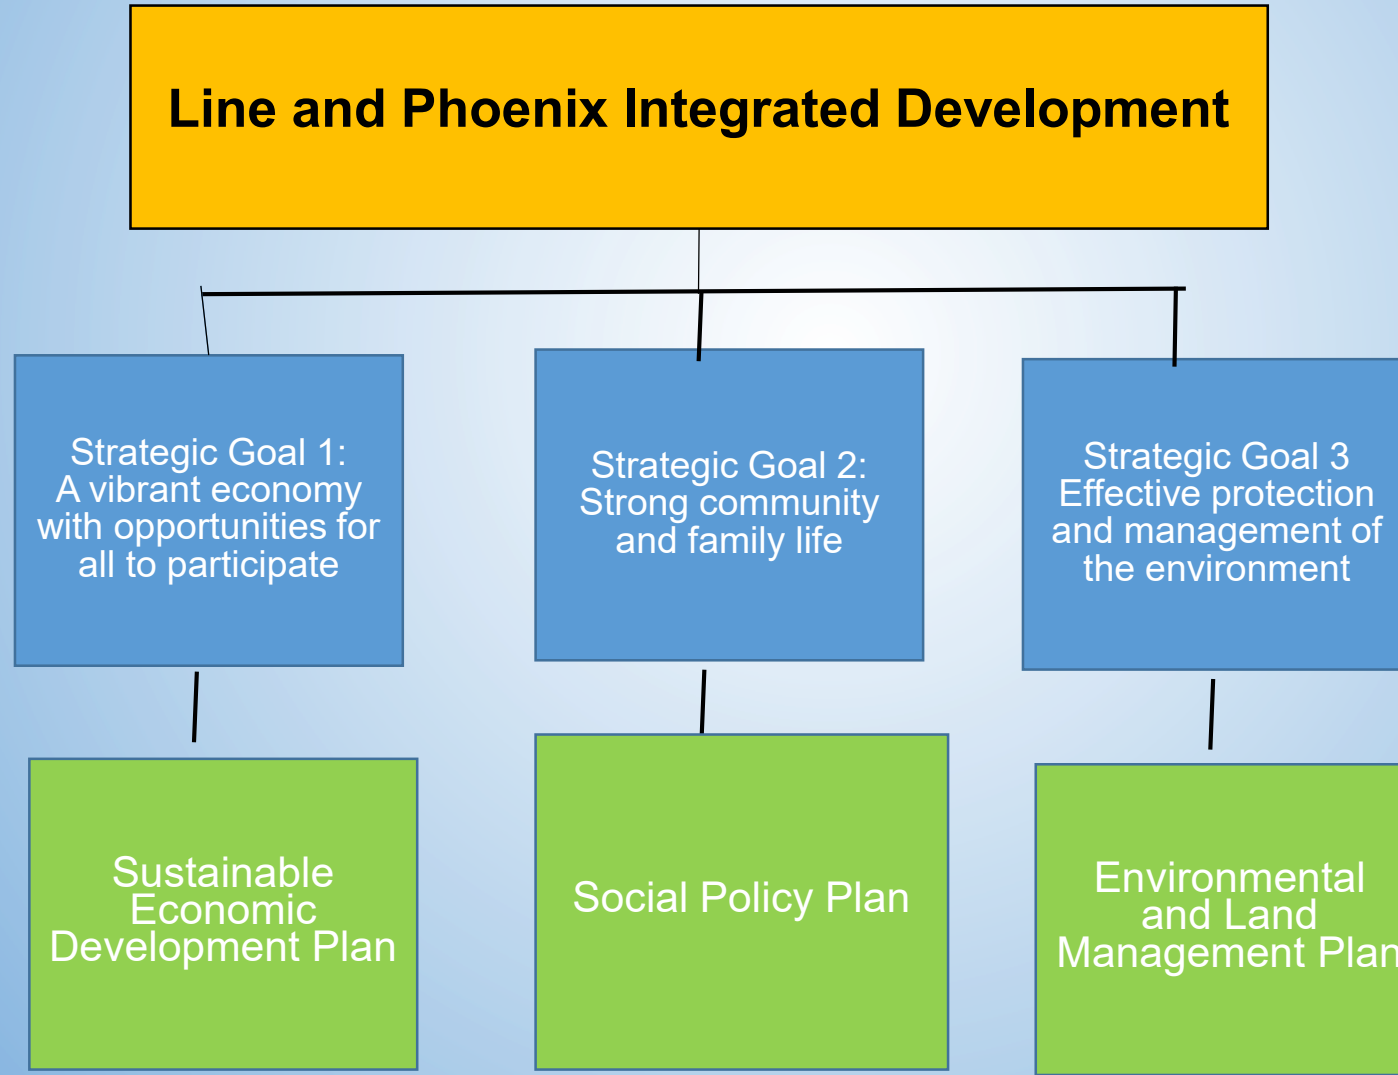 Line and Phoenix Integrated Development
Strategic Goal 1:
A vibrant economy
with opportunities for
all to participate
Strategic Goal 2:
Strong community
and family life
Strategic Goal 3
Effective protection
and management of
the environment
Sustainable
Economic
Development Plan
Social Policy Plan
Environmental
and Land
Management Plan